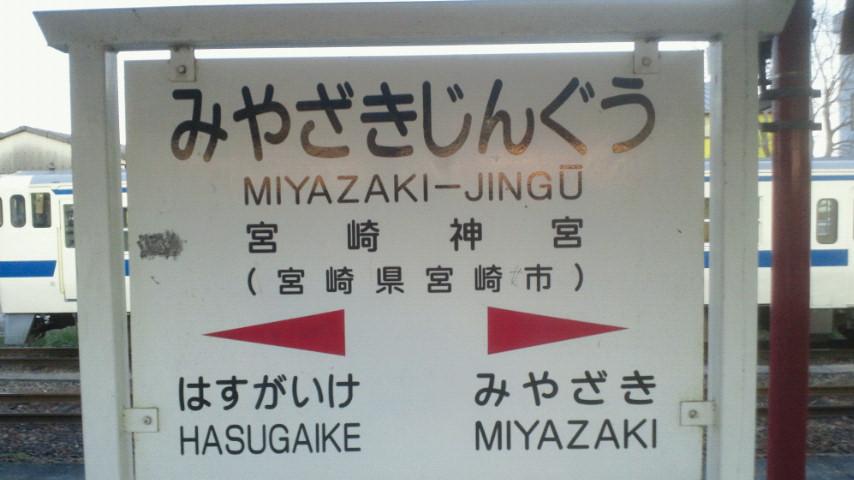 みやざきじんぐう
MIYAZAKI-JINGŪ
宮崎神宮
(宮崎県宮崎市)
はすがいけ みやざき
HASUGAIKE MIYAZAKI